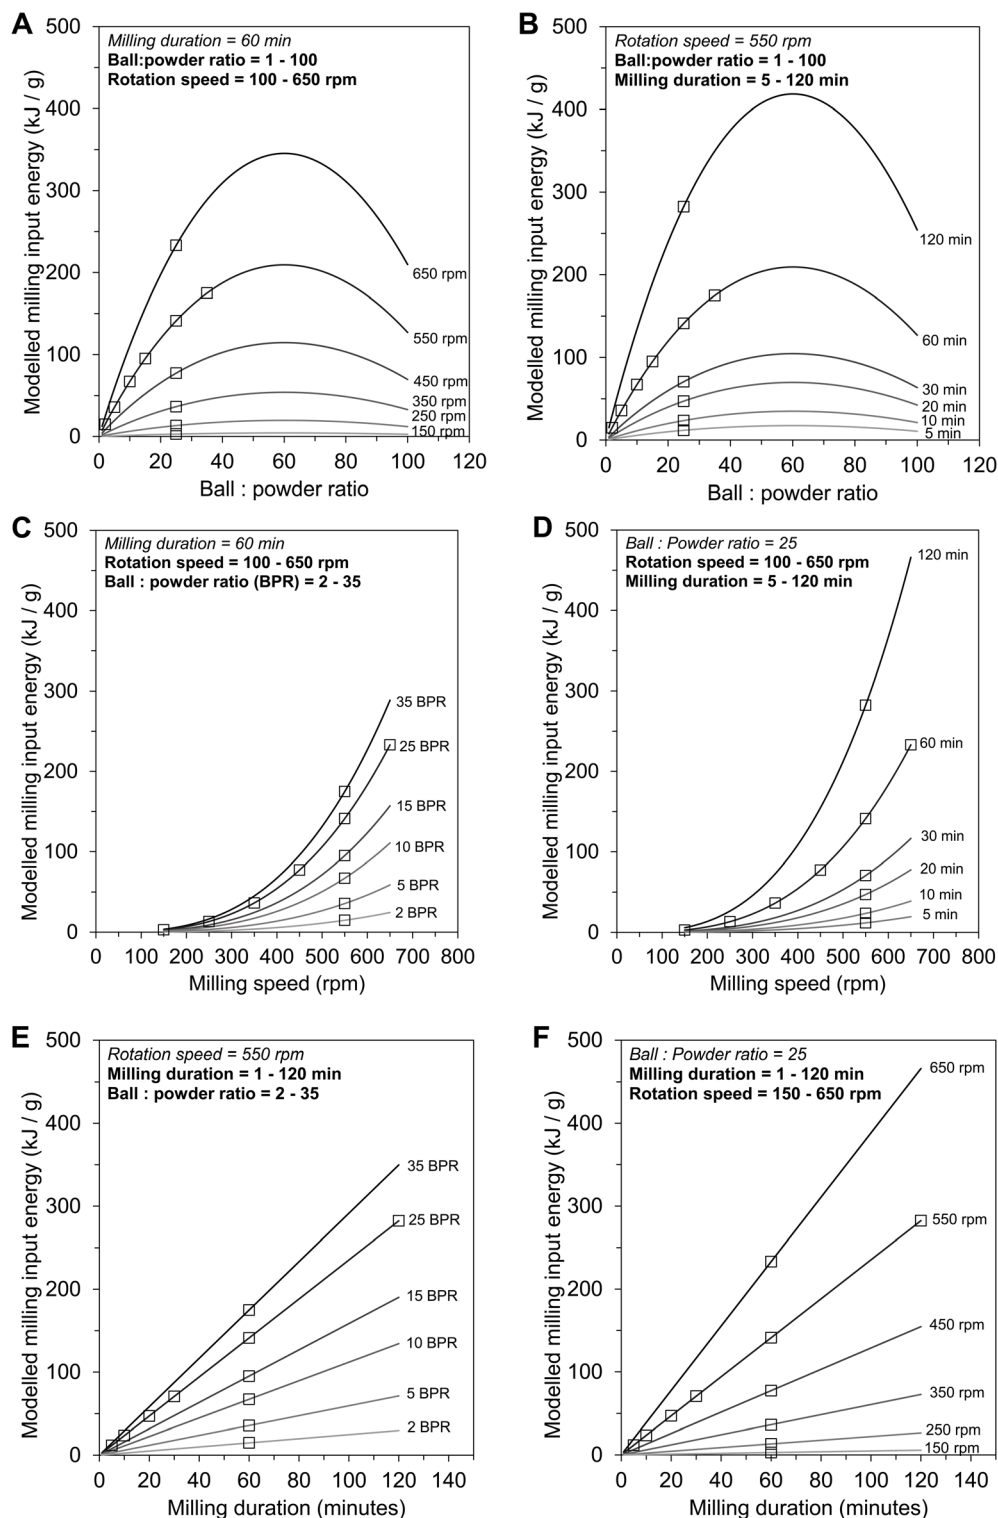 A
Milling duration = 60 min
Ball:powder ratio = 1 - 100
Rotation speed = 100 - 650 rpm
Modelled milling input energy (kJ / g)
500
400
300
200
100
0
650 rpm
550 rpm
450 rpm
350 rpm
250 rpm
150 rpm
0 20 40 60 80 100 120
Ball : powder ratio
B
Rotation speed = 550 rpm
Ball:powder ratio = 1 - 100
Milling duration = 5 - 120 min
Modelled milling input energy (kJ / g)
500
400
300
200
100
0
120 min
60 min
30 min
20 min
10 min
5 min
0 20 40 60 80 100 120
Ball : powder ratio
C
Milling duration = 60 min
Rotation speed = 100 - 650 rpm
Ball : powder ratio (BPR) = 2 - 35
Modelled milling input energy (kJ / g)
500
400
300
200
100
0
35 BPR
25 BPR
15 BPR
10 BPR
5 BPR
2 BPR
0 100 200 300 400 500 600 700 800
Milling speed (rpm)
D
Ball : Powder ratio = 25
Rotation speed = 100 - 650 rpm
Milling duration = 5 - 120 min
Modelled milling input energy (kJ / g)
500
400
300
200
100
0
120 min
60 min
30 min
20 min
10 min
5 min
0 100 200 300 400 500 600 700 800
Milling speed (rpm)
E
Rotation speed = 550 rpm
Milling duration = 1 - 120 min
Ball : powder ratio = 2 - 35
Modelled milling input energy (kJ / g)
500
400
300
200
100
0
35 BPR
25 BPR
15 BPR
10 BPR
5 BPR
2 BPR
0 20 40 60 80 100 120 140
Milling duration (minutes)
F
Ball : Powder ratio = 25
Milling duration = 1 - 120 min
Rotation speed = 150 - 650 rpm
Modelled milling input energy (kJ / g)
500
400
300
200
100
0
650 rpm
550 rpm
450 rpm
350 rpm
250 rpm
150 rpm
0 20 40 60 80 100 120 140
Milling duration (minutes)